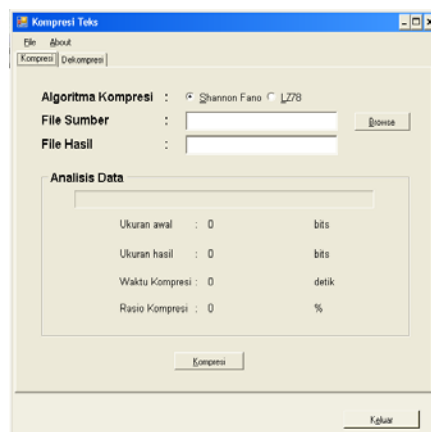 Kompresi Teks
File About
Kompresi Dekompresi
Algoritma Kompresi : Shannon Fano LZ78
File Sumber : Browse
File Hasil :
Analisis Data
Ukuran awal : 0 bits
Ukuran hasil : 0 bits
Waktu Kompresi : 0 detik
Rasio Kompresi : 0 %
Kompresi
Keluar